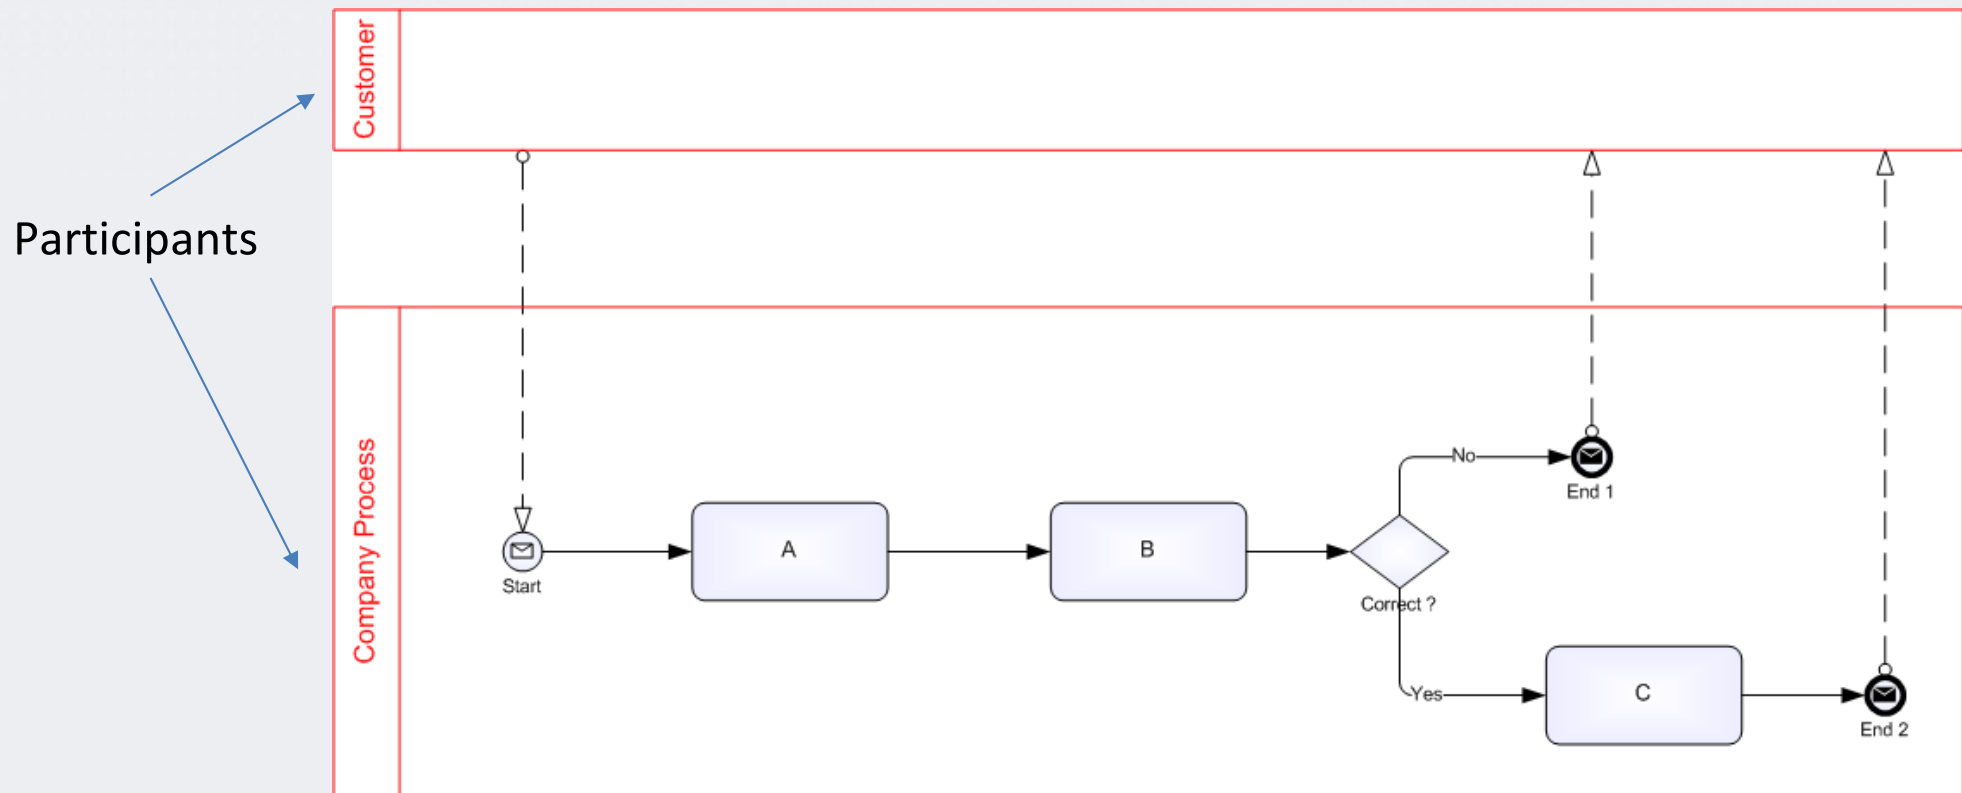 Customer
Participants
Company Process
Start
A
B
Correct ?
No
End 1
Yes
C
End 2